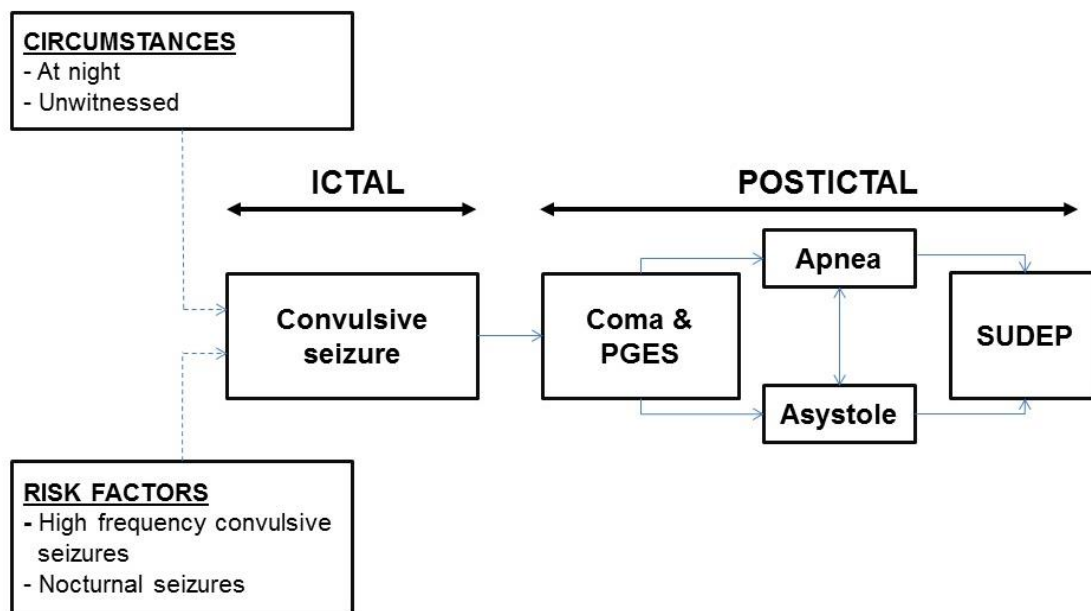 CIRCUMSTANCES
- At night
- Unwitnessed
ICTAL
POSTICTAL
Convulsive
seizure
Coma &
PGES
Apnea
Asystole
SUDEP
RISK FACTORS
- High frequency convulsive
seizures
- Nocturnal seizures